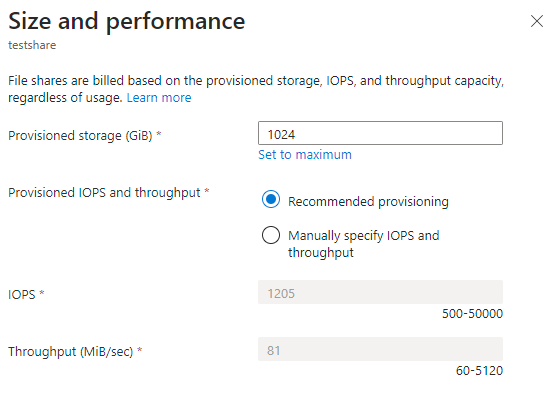 Size and performance
testshare
File shares are billed based on the provisioned storage, IOPS, and throughput capacity,
regardless of usage. Learn more
Provisioned storage (GiB) *
1024
Set to maximum
Provisioned IOPS and throughput *
Recommended provisioning
Manually specify IOPS and
throughput
IOPS *
1205
500-50000
Throughput (MiB/sec) *
81
60-5120